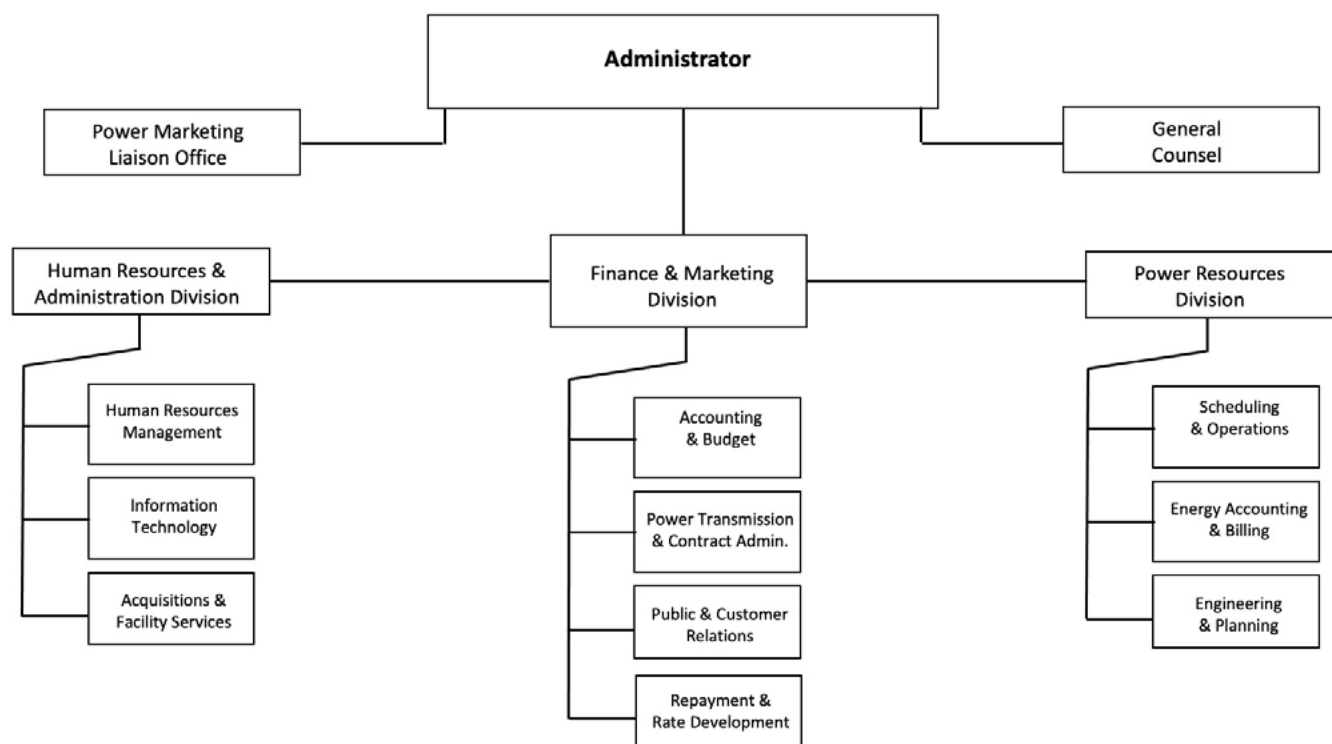 Administrator
Power Marketing
Liaison Office
General
Counsel
Human Resources &
Administration Division
Finance & Marketing
Division
Power Resources
Division
Human Resources
Management
Information
Technology
Acquisitions &
Facility Services
Accounting
& Budget
Power Transmission
& Contract Admin.
Public & Customer
Relations
Repayment &
Rate Development
Scheduling
& Operations
Energy Accounting
& Billing
Engineering
& Planning